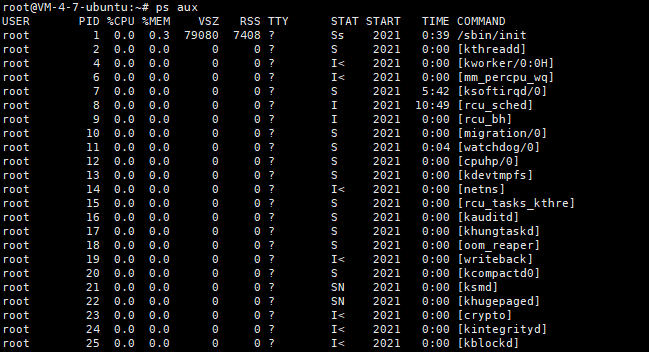 root@VM-4-7-ubuntu:~# ps aux
USER       PID %CPU %MEM    VSZ   RSS TTY      STAT START   TIME COMMAND
root         1  0.0  0.3  79080  7408 ?        Ss    2021   0:39 /sbin/init
root         2  0.0  0.0      0     0 ?        S     2021   0:00 [kthreadd]
root         4  0.0  0.0      0     0 ?        I<    2021   0:00 [kworker/0:0H]
root         6  0.0  0.0      0     0 ?        I<    2021   0:00 [mm_percpu_wq]
root         7  0.0  0.0      0     0 ?        S     2021   5:42 [ksoftirqd/0]
root         8  0.0  0.0      0     0 ?        I     2021  10:49 [rcu_sched]
root         9  0.0  0.0      0     0 ?        I     2021   0:00 [rcu_bh]
root        10  0.0  0.0      0     0 ?        S     2021   0:00 [migration/0]
root        11  0.0  0.0      0     0 ?        S     2021   0:04 [watchdog/0]
root        12  0.0  0.0      0     0 ?        S     2021   0:00 [cpuhp/0]
root        13  0.0  0.0      0     0 ?        S     2021   0:00 [kdevtmpfs]
root        14  0.0  0.0      0     0 ?        I<    2021   0:00 [netns]
root        15  0.0  0.0      0     0 ?        S     2021   0:00 [rcu_tasks_kthre]
root        16  0.0  0.0      0     0 ?        S     2021   0:00 [kauditd]
root        17  0.0  0.0      0     0 ?        S     2021   0:00 [khungtaskd]
root        18  0.0  0.0      0     0 ?        S     2021   0:00 [oom_reaper]
root        19  0.0  0.0      0     0 ?        I<    2021   0:00 [writeback]
root        20  0.0  0.0      0     0 ?        S     2021   0:00 [kcompactd0]
root        21  0.0  0.0      0     0 ?        SN    2021   0:00 [ksmd]
root        22  0.0  0.0      0     0 ?        SN    2021   0:00 [khugepaged]
root        23  0.0  0.0      0     0 ?        I<    2021   0:00 [crypto]
root        24  0.0  0.0      0     0 ?        I<    2021   0:00 [kintegrityd]
root        25  0.0  0.0      0     0 ?        I<    2021   0:00 [kblockd]